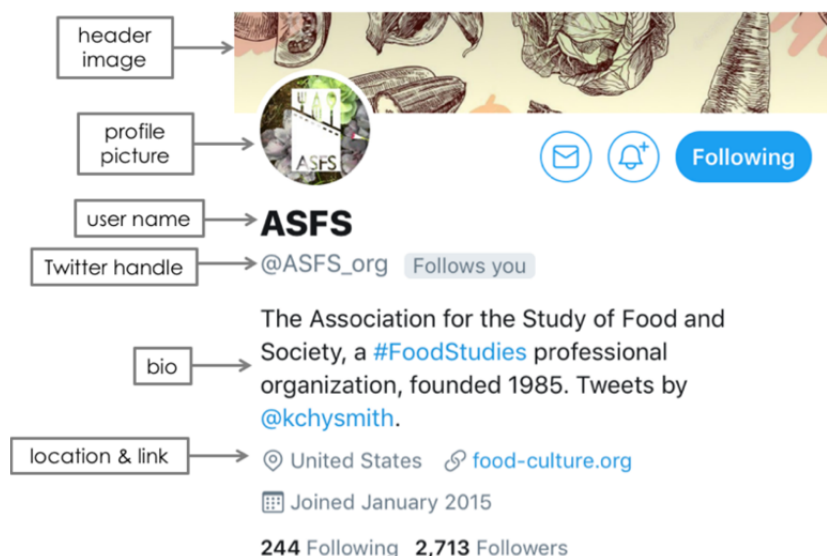 header
image
profile
picture
ASFS
Following
user name
ASFS
Twitter handle
@ASFS_org Follows you
The Association for the Study of Food and
Society, a #FoodStudies professional
bio
organization, founded 1985. Tweets by
@kchysmith.
location & link
United States food-culture.org
Joined January 2015
244 Following 2,713 Followers